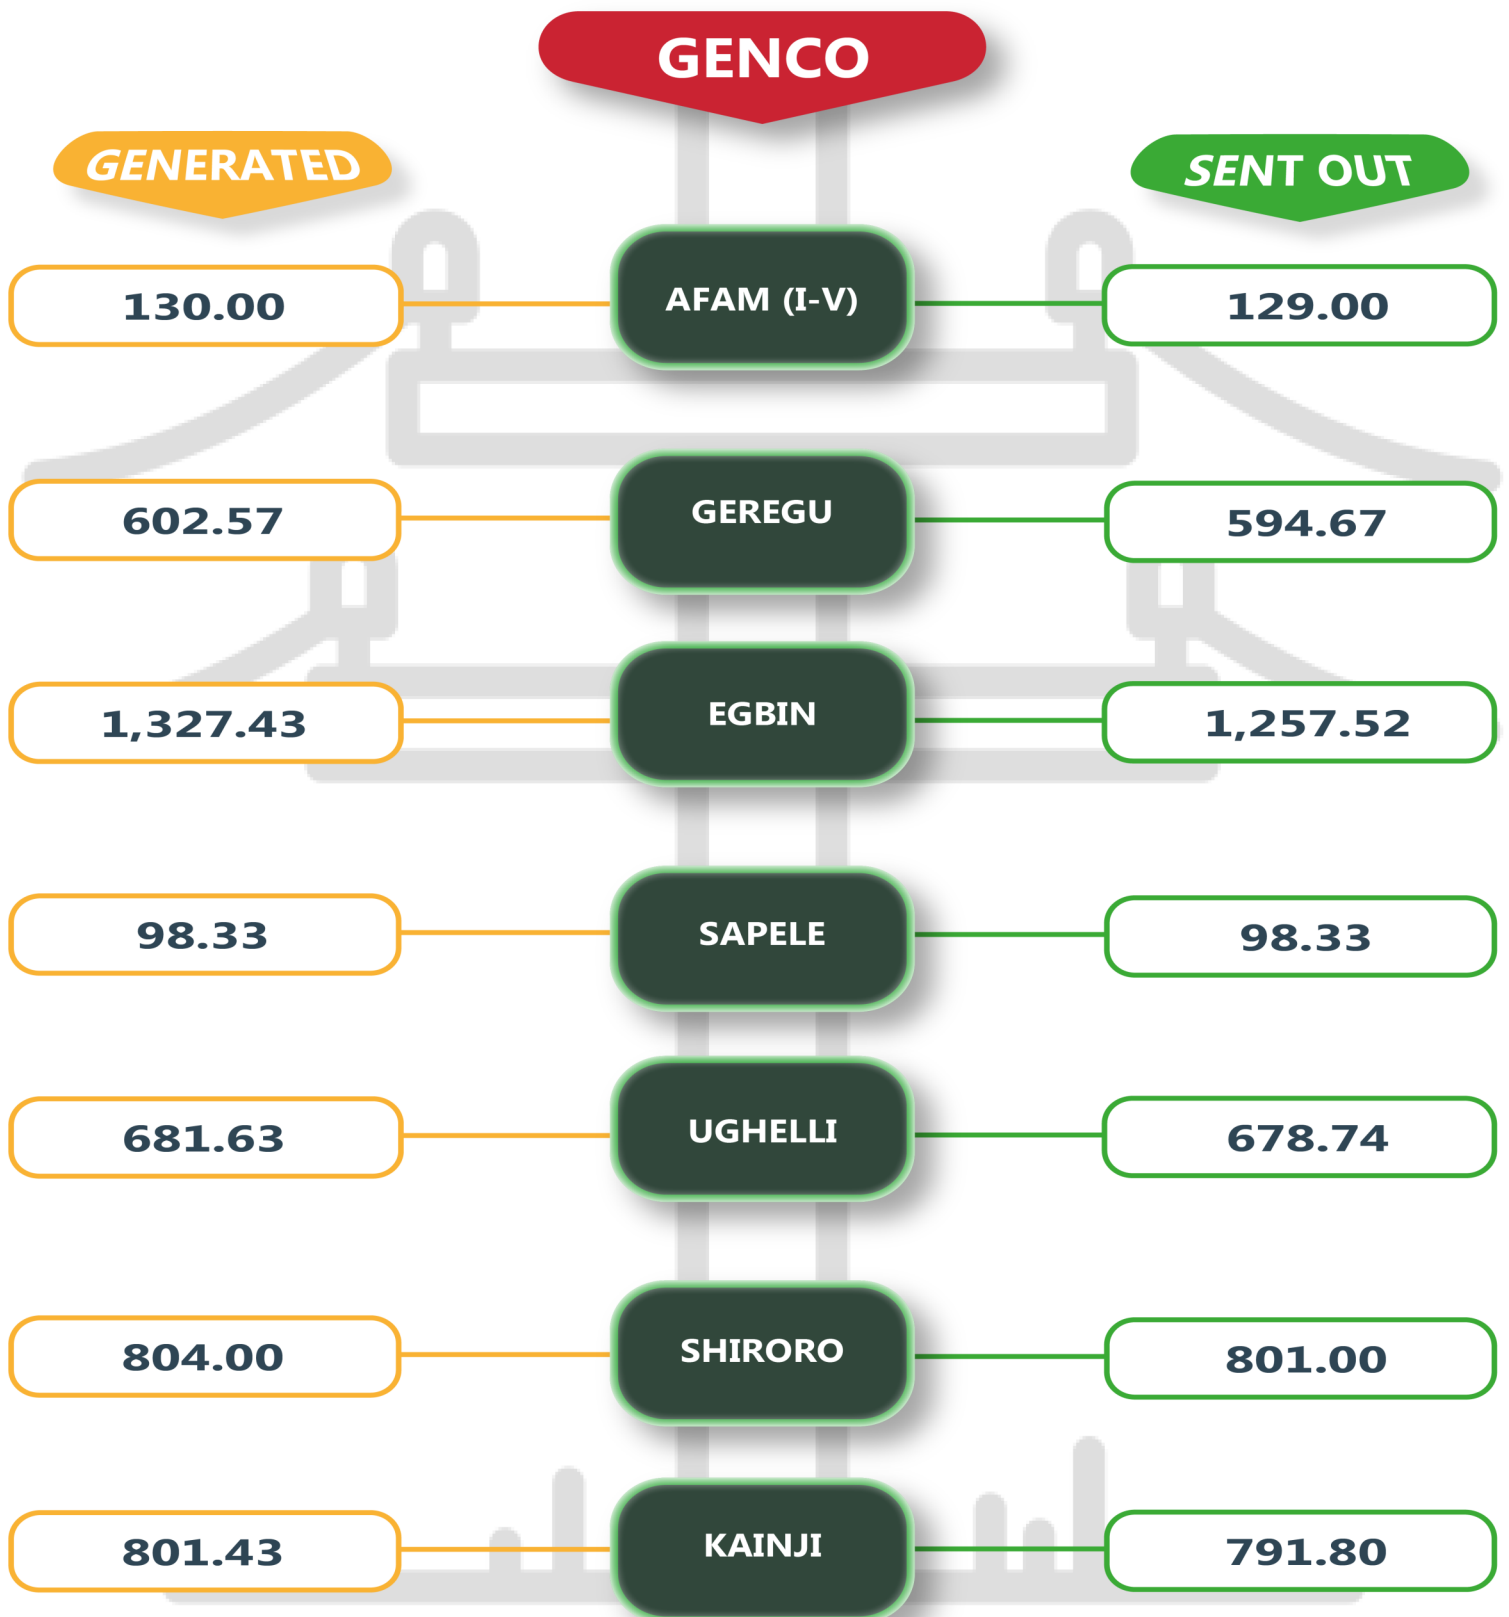 GENCO
GENERATED
SENT OUT
130.00
AFAM (I-V)
129.00
602.57
GEREGU
594.67
1,327.43
EGBIN
1,257.52
98.33
SAPELE
98.33
681.63
UGHELLI
678.74
804.00
SHIRORO
801.00
801.43
KAINJI
791.80